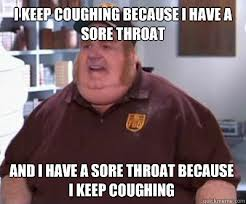 I KEEP COUGHING BECAUSE I HAVE A
SORE THROAT
AND I HAVE A SORE THROAT BECAUSE
I KEEP COUGHING
quickmeme.com